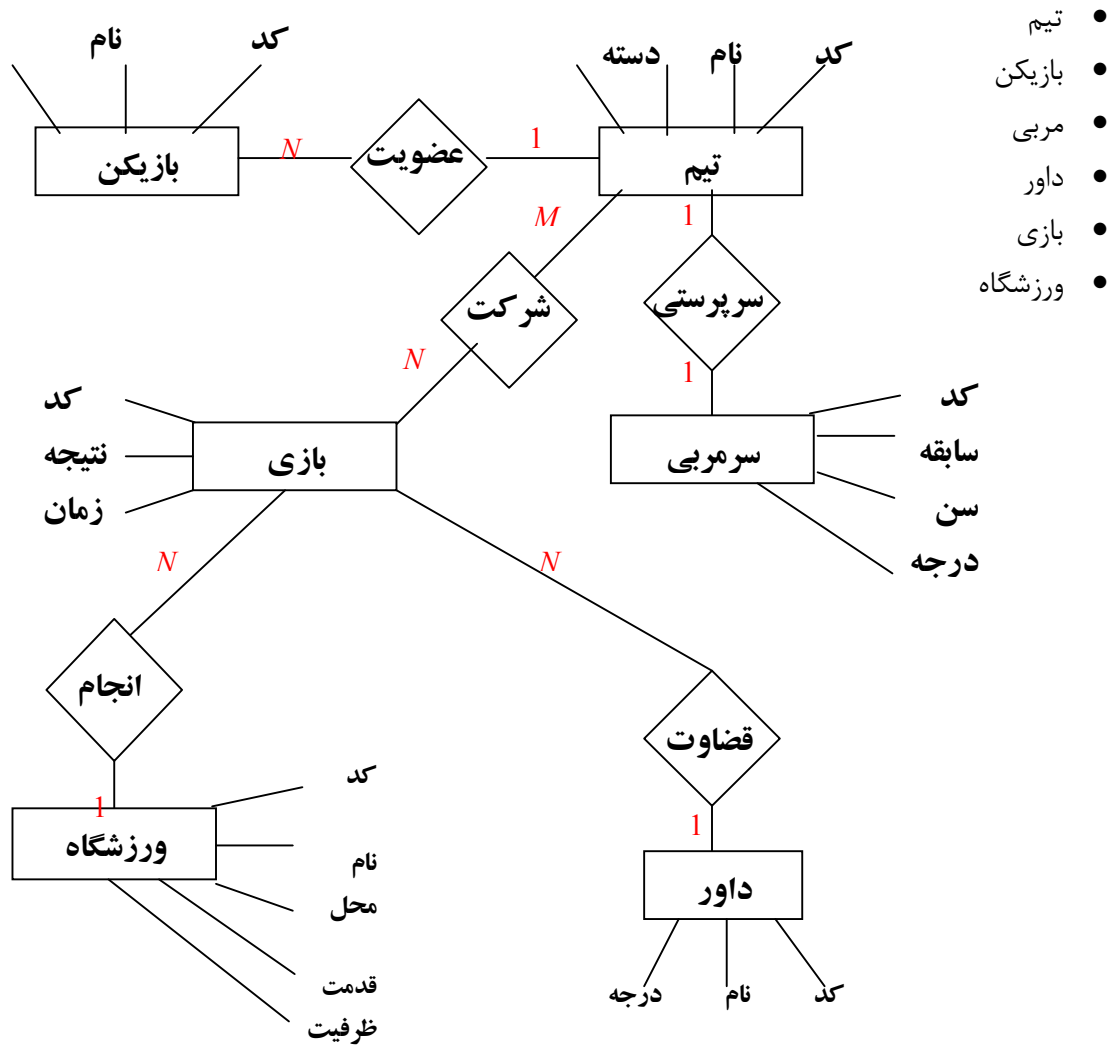 • تیم
• بازیکن
• مربی
• داور
• بازی
• ورزشگاه
کد نام دسته
کد نام
تیم
1
عضویت
N
بازیکن
M
1
شرکت
سرپرستی
N
1
کد
نتیجه
زمان
بازی
سرمربی
کد
سابقه
سن
درجه
N
N
انجام
قضاوت
1
1
ورزشگاه
کد
نام
محل
قدمت
ظرفیت
داور
کد نام درجه